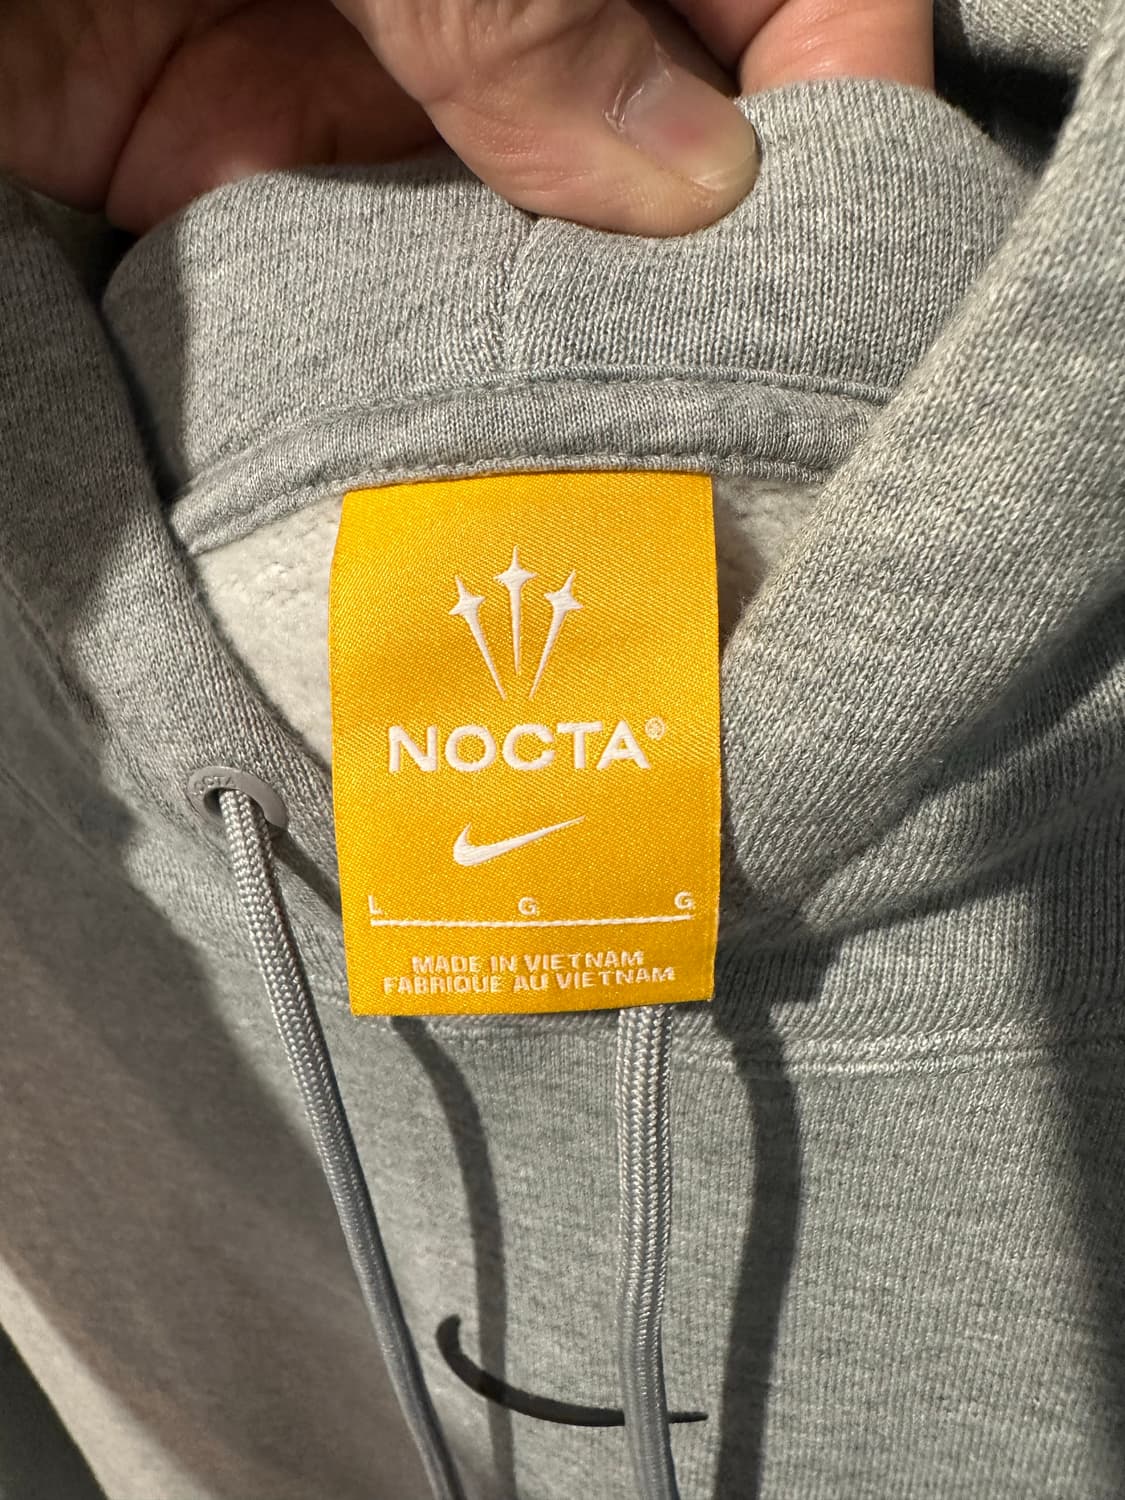 NOCTA®
L G G
MADE IN VIETNAM
FABRIQUE AU VIETNAM